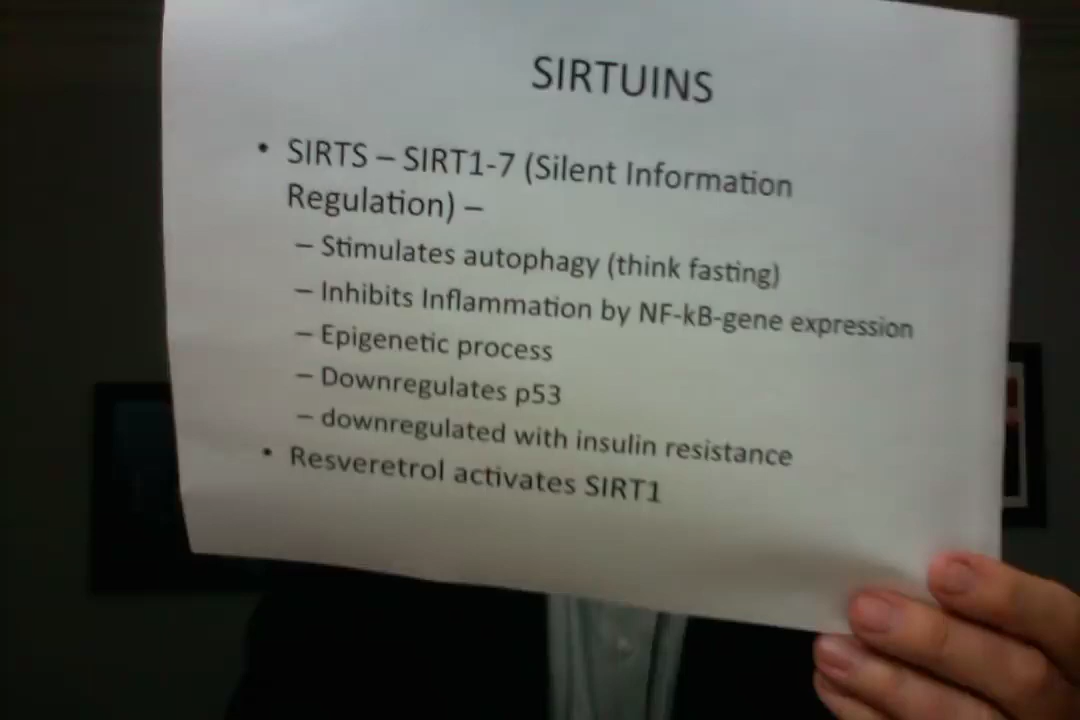 SIRTUINS
• SIRTS – SIRT1-7 (Silent Information
Regulation) –
– Stimulates autophagy (think fasting)
– Inhibits Inflammation by NF-kB-gene expression
– Epigenetic process
– Downregulates p53
– downregulated with insulin resistance
• Resveretrol activates SIRT1